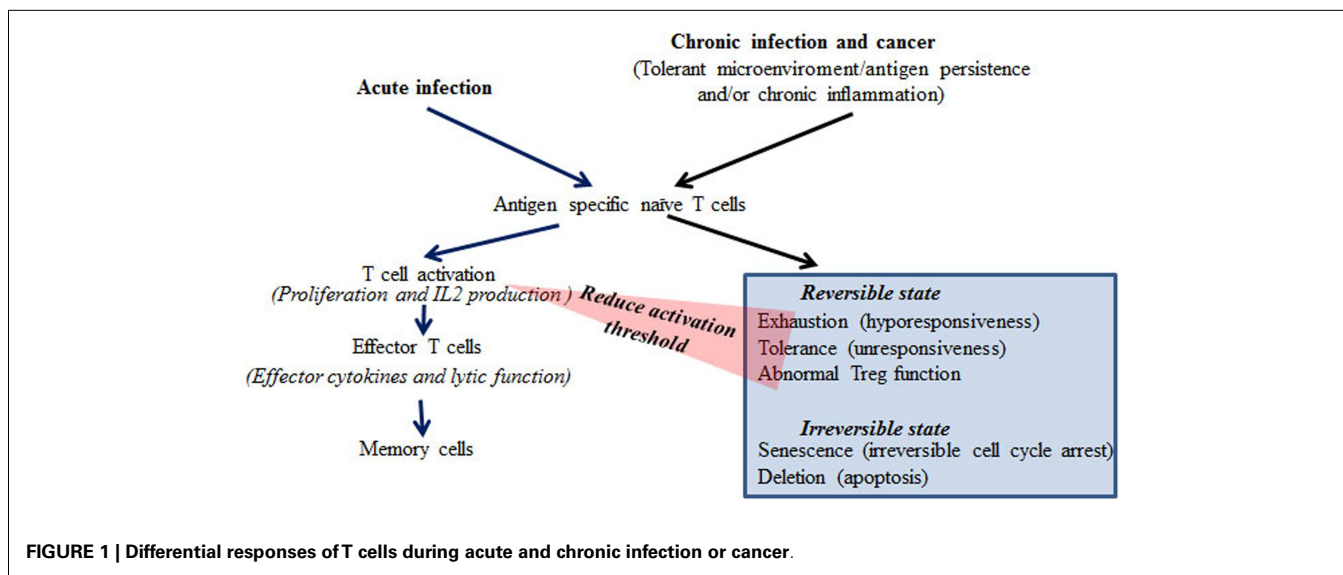 Chronic infection and cancer
(Tolerant microenviroment/antigen persistence
and/or chronic inflammation)
Acute infection
Antigen specific naïve T cells
T cell activation
(Proliferation and IL2 production )
Reduce activation
threshold
Effector T cells
(Effector cytokines and lytic function)
Memory cells
Reversible state
Exhaustion (hyporesponsiveness)
Tolerance (unresponsiveness)
Abnormal Treg function
Irreversible state
Senescence (irreversible cell cycle arrest)
Deletion (apoptosis)
FIGURE 1 | Differential responses of T cells during acute and chronic infection or cancer.